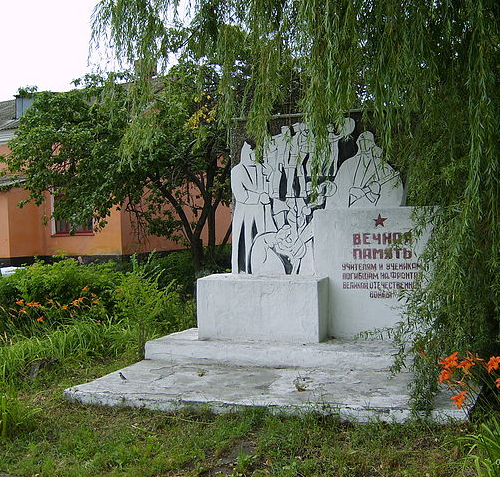 ВЕЧНАЯ
ПАМЯТЬ
УЧИТЕЛЯМ И УЧЕНИКАМ
ПОГИБШИМ НА ФРОНТАХ
ВЕЛИКОЙ ОТЕЧЕСТВЕННОЙ
ВОЙНЫ